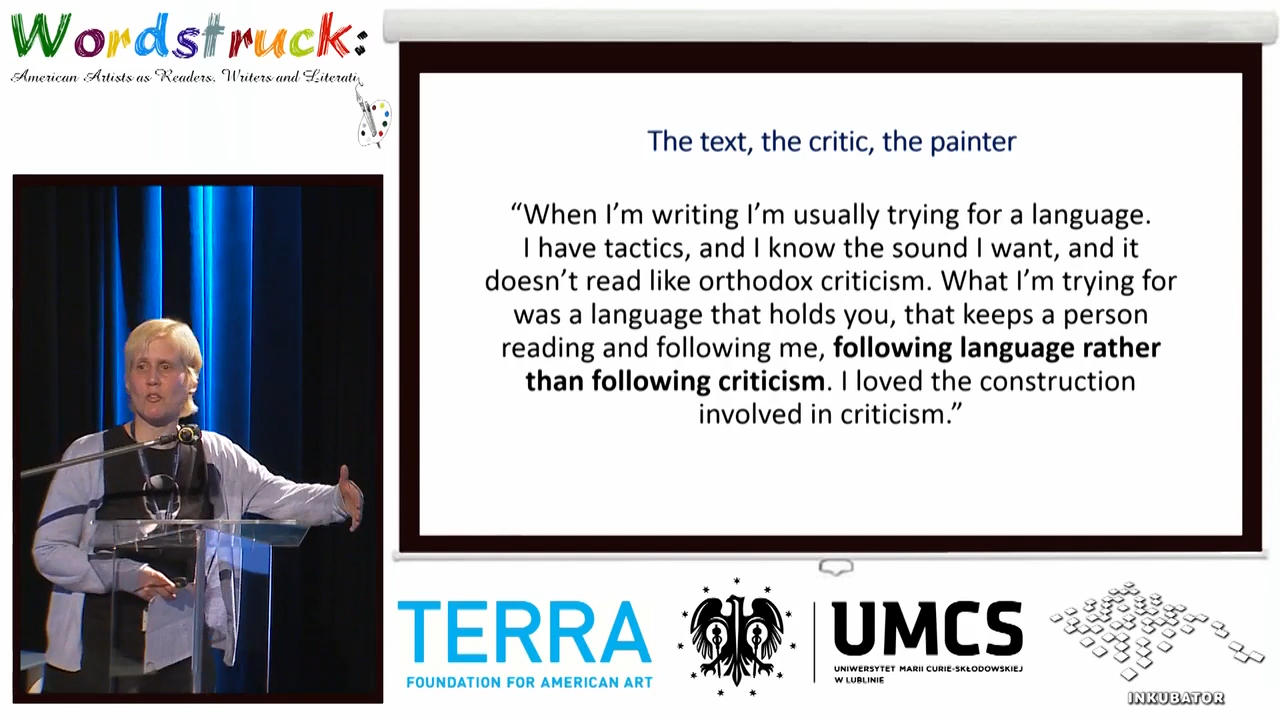 Wordstruck:
American Artists as Readers, Writers and Literati
The text, the critic, the painter
“When I’m writing I’m usually trying for a language.
I have tactics, and I know the sound I want, and it
doesn’t read like orthodox criticism. What I’m trying for
was a language that holds you, that keeps a person
reading and following me, following language rather
than following criticism. I loved the construction
involved in criticism.”
TERRA
FOUNDATION FOR AMERICAN ART
UMCS
UNIWERSYTET MARII CURIE-SKŁODOWSKIEJ
W LUBLINIE
INKUBATOR